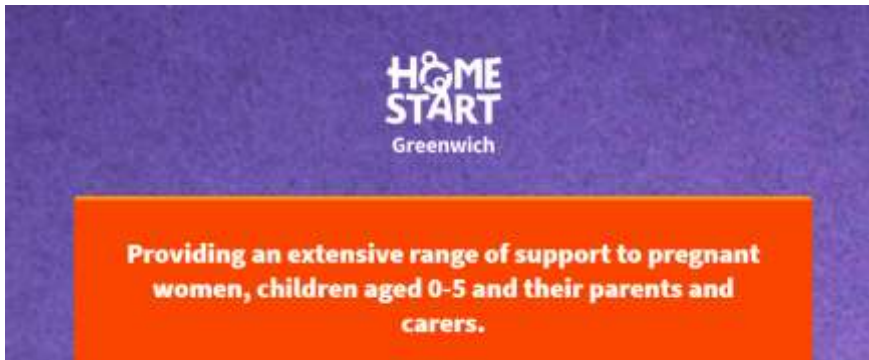 HOME
START
Greenwich
Providing an extensive range of support to pregnant
women, children aged 0-5 and their parents and
carers.